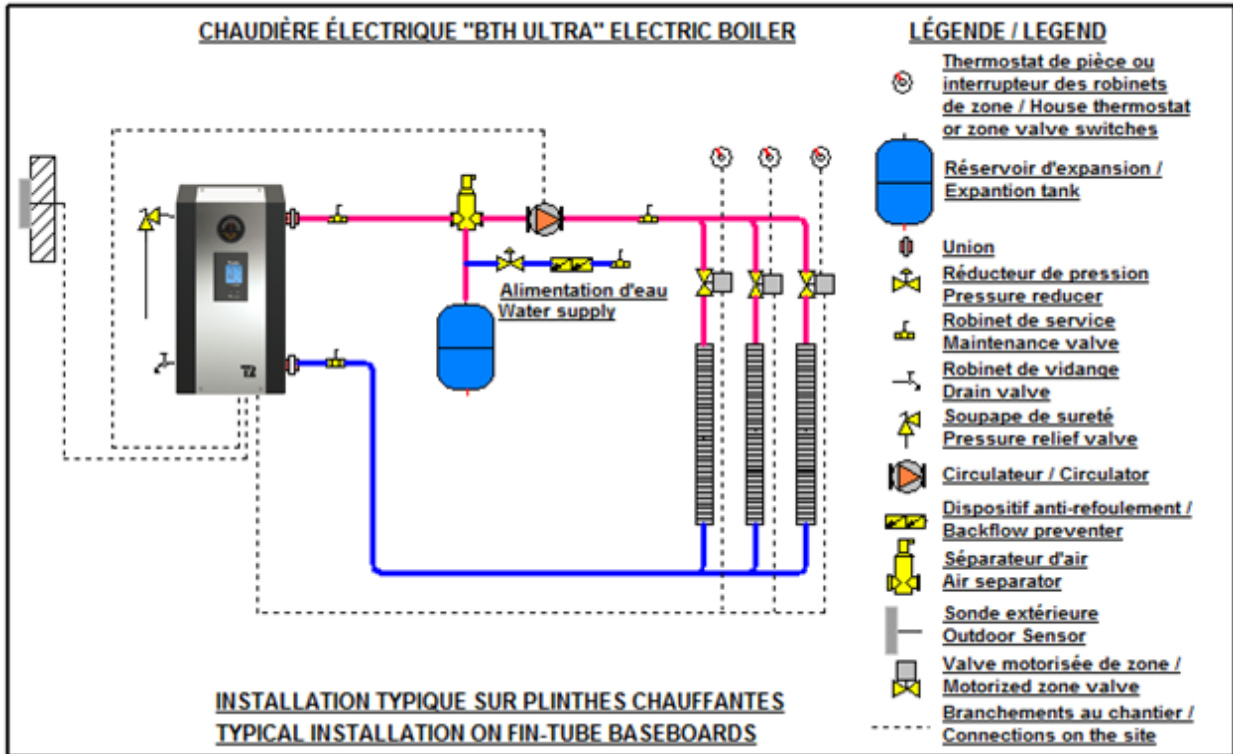 CHAUDIÈRE ÉLECTRIQUE "BTH ULTRA" ELECTRIC BOILER
Alimentation d'eau
Water supply
T2
INSTALLATION TYPIQUE SUR PLINTHES CHAUFFANTES
TYPICAL INSTALLATION ON FIN-TUBE BASEBOARDS
LÉGENDE / LEGEND
Thermostat de pièce ou
interrupteur des robinets
de zone / House thermostat
or zone valve switches
Réservoir d'expansion /
Expantion tank
Union
Réducteur de pression
Pressure reducer
Robinet de service
Maintenance valve
Robinet de vidange
Drain valve
Soupape de sureté
Pressure relief valve
Circulateur / Circulator
Dispositif anti-refoulement /
Backflow preventer
Séparateur d'air
Air separator
Sonde extérieure
Outdoor Sensor
Valve motorisée de zone /
Motorized zone valve
Branchements au chantier /
Connections on the site